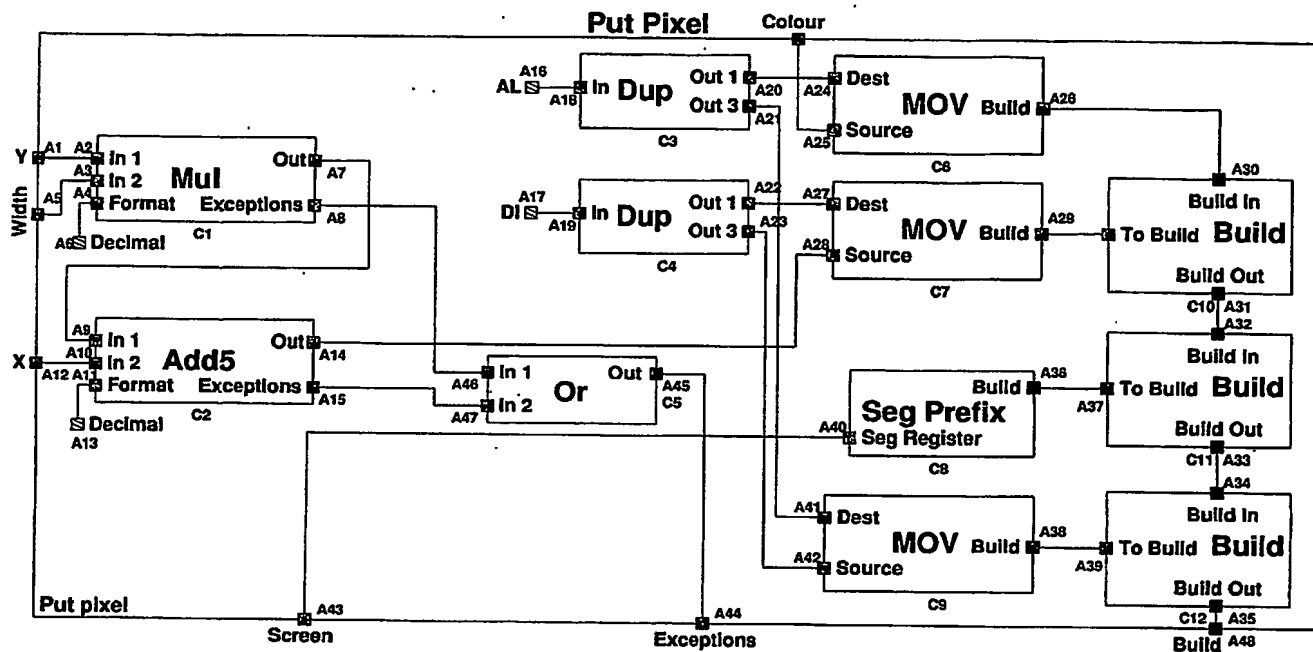 Put Pixel
Colour
A16
AL
A18
In
Dup
Out 1
Out 3
A20
A21
C3
A24
Dest
MOV
Build
A26
Source
A25
C6
Y
A1
A2
In 1
Out
A3
In 2
Mul
A7
A4
Format
Exceptions
A8
A5
Width
A6
Decimal
C1
A17
DI
A19
In
Dup
Out 1
Out 3
A22
A23
C4
A27
Dest
MOV
Build
A28
Source
C7
A28
A30
Build In
To Build
Build
Build Out
C10
A31
A32
Build In
To Build
Build
Build Out
A9
In 1
Out
A10
In 2
Add5
A14
X
A12
A11
Format
Exceptions
A15
C2
Decimal
A13
A46
In 1
Out
A45
C5
Or
A47
In 2
Build
A36
A37
Seg Prefix
A40
Seg Register
C8
C11
A33
A34
A41
Dest
MOV
Build
A38
A42
Source
C9
Build In
To Build
Build
A39
Build Out
C12
A35
Put pixel
A43
Screen
A44
Exceptions
Build
A48